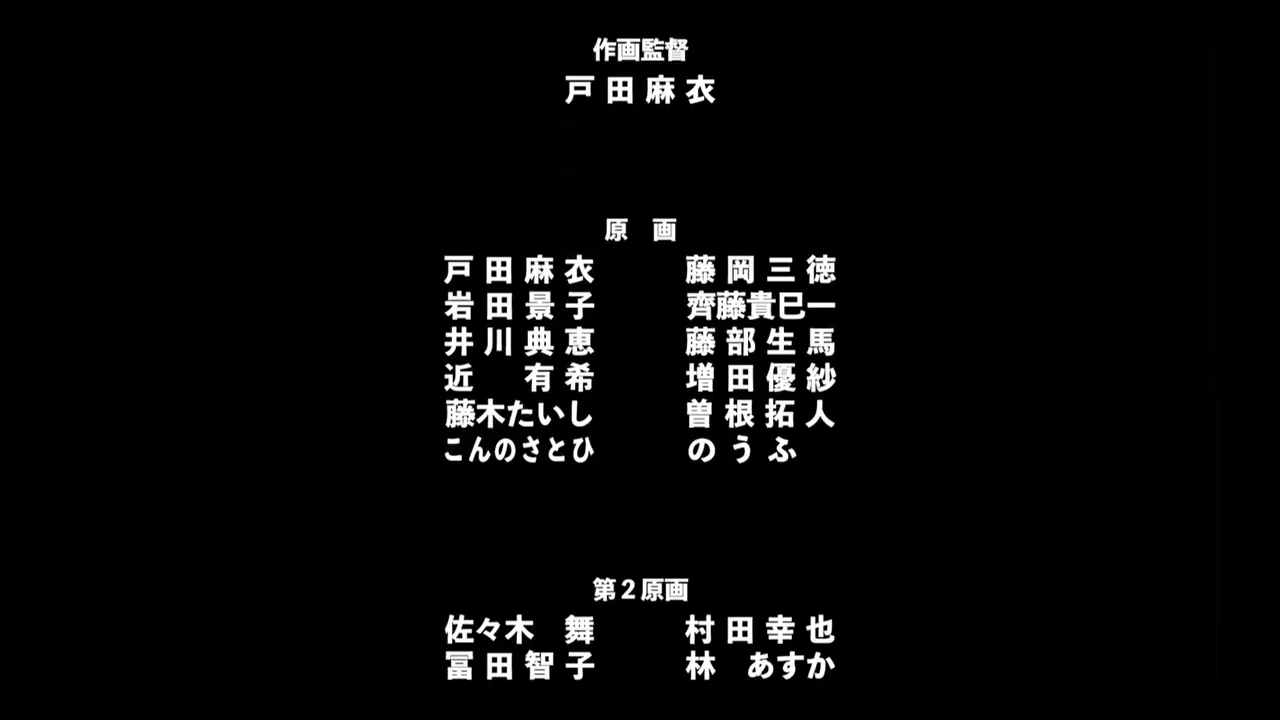 作画監督
戸田麻衣
原　画
戸田麻衣　藤岡三徳
岩田景子　齊藤貴巳一
井川典恵　藤部生馬
近　有希　増田優紗
藤木たいし　曽根拓人
こんのさとひ　のうふ
第２原画
佐々木　舞　村田幸也
冨田智子　林　あすか